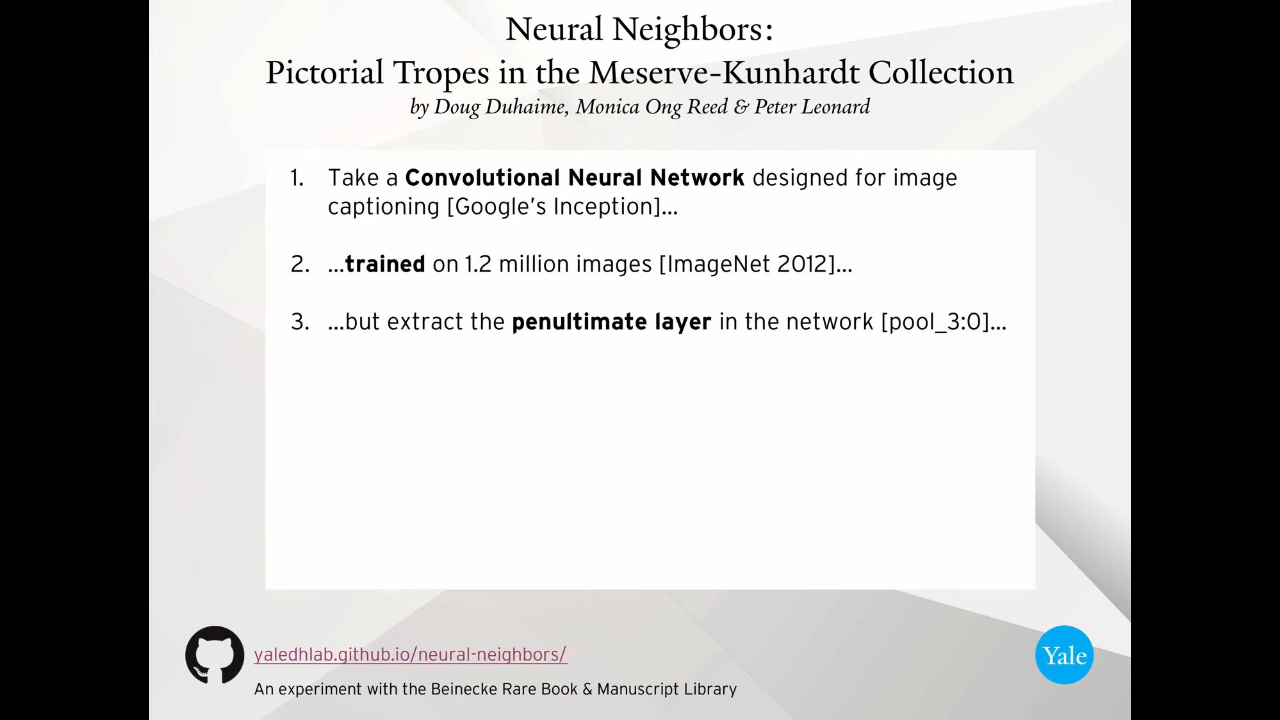 Neural Neighbors:
Pictorial Tropes in the Meserve-Kunhardt Collection
by Doug Duhaime, Monica Ong Reed & Peter Leonard
1. Take a Convolutional Neural Network designed for image
captioning [Google’s Inception]...
2. ...trained on 1.2 million images [ImageNet 2012]...
3. ...but extract the penultimate layer in the network [pool_3:0]...
yaledhlab.github.io/neural-neighbors/
An experiment with the Beinecke Rare Book & Manuscript Library
Yale